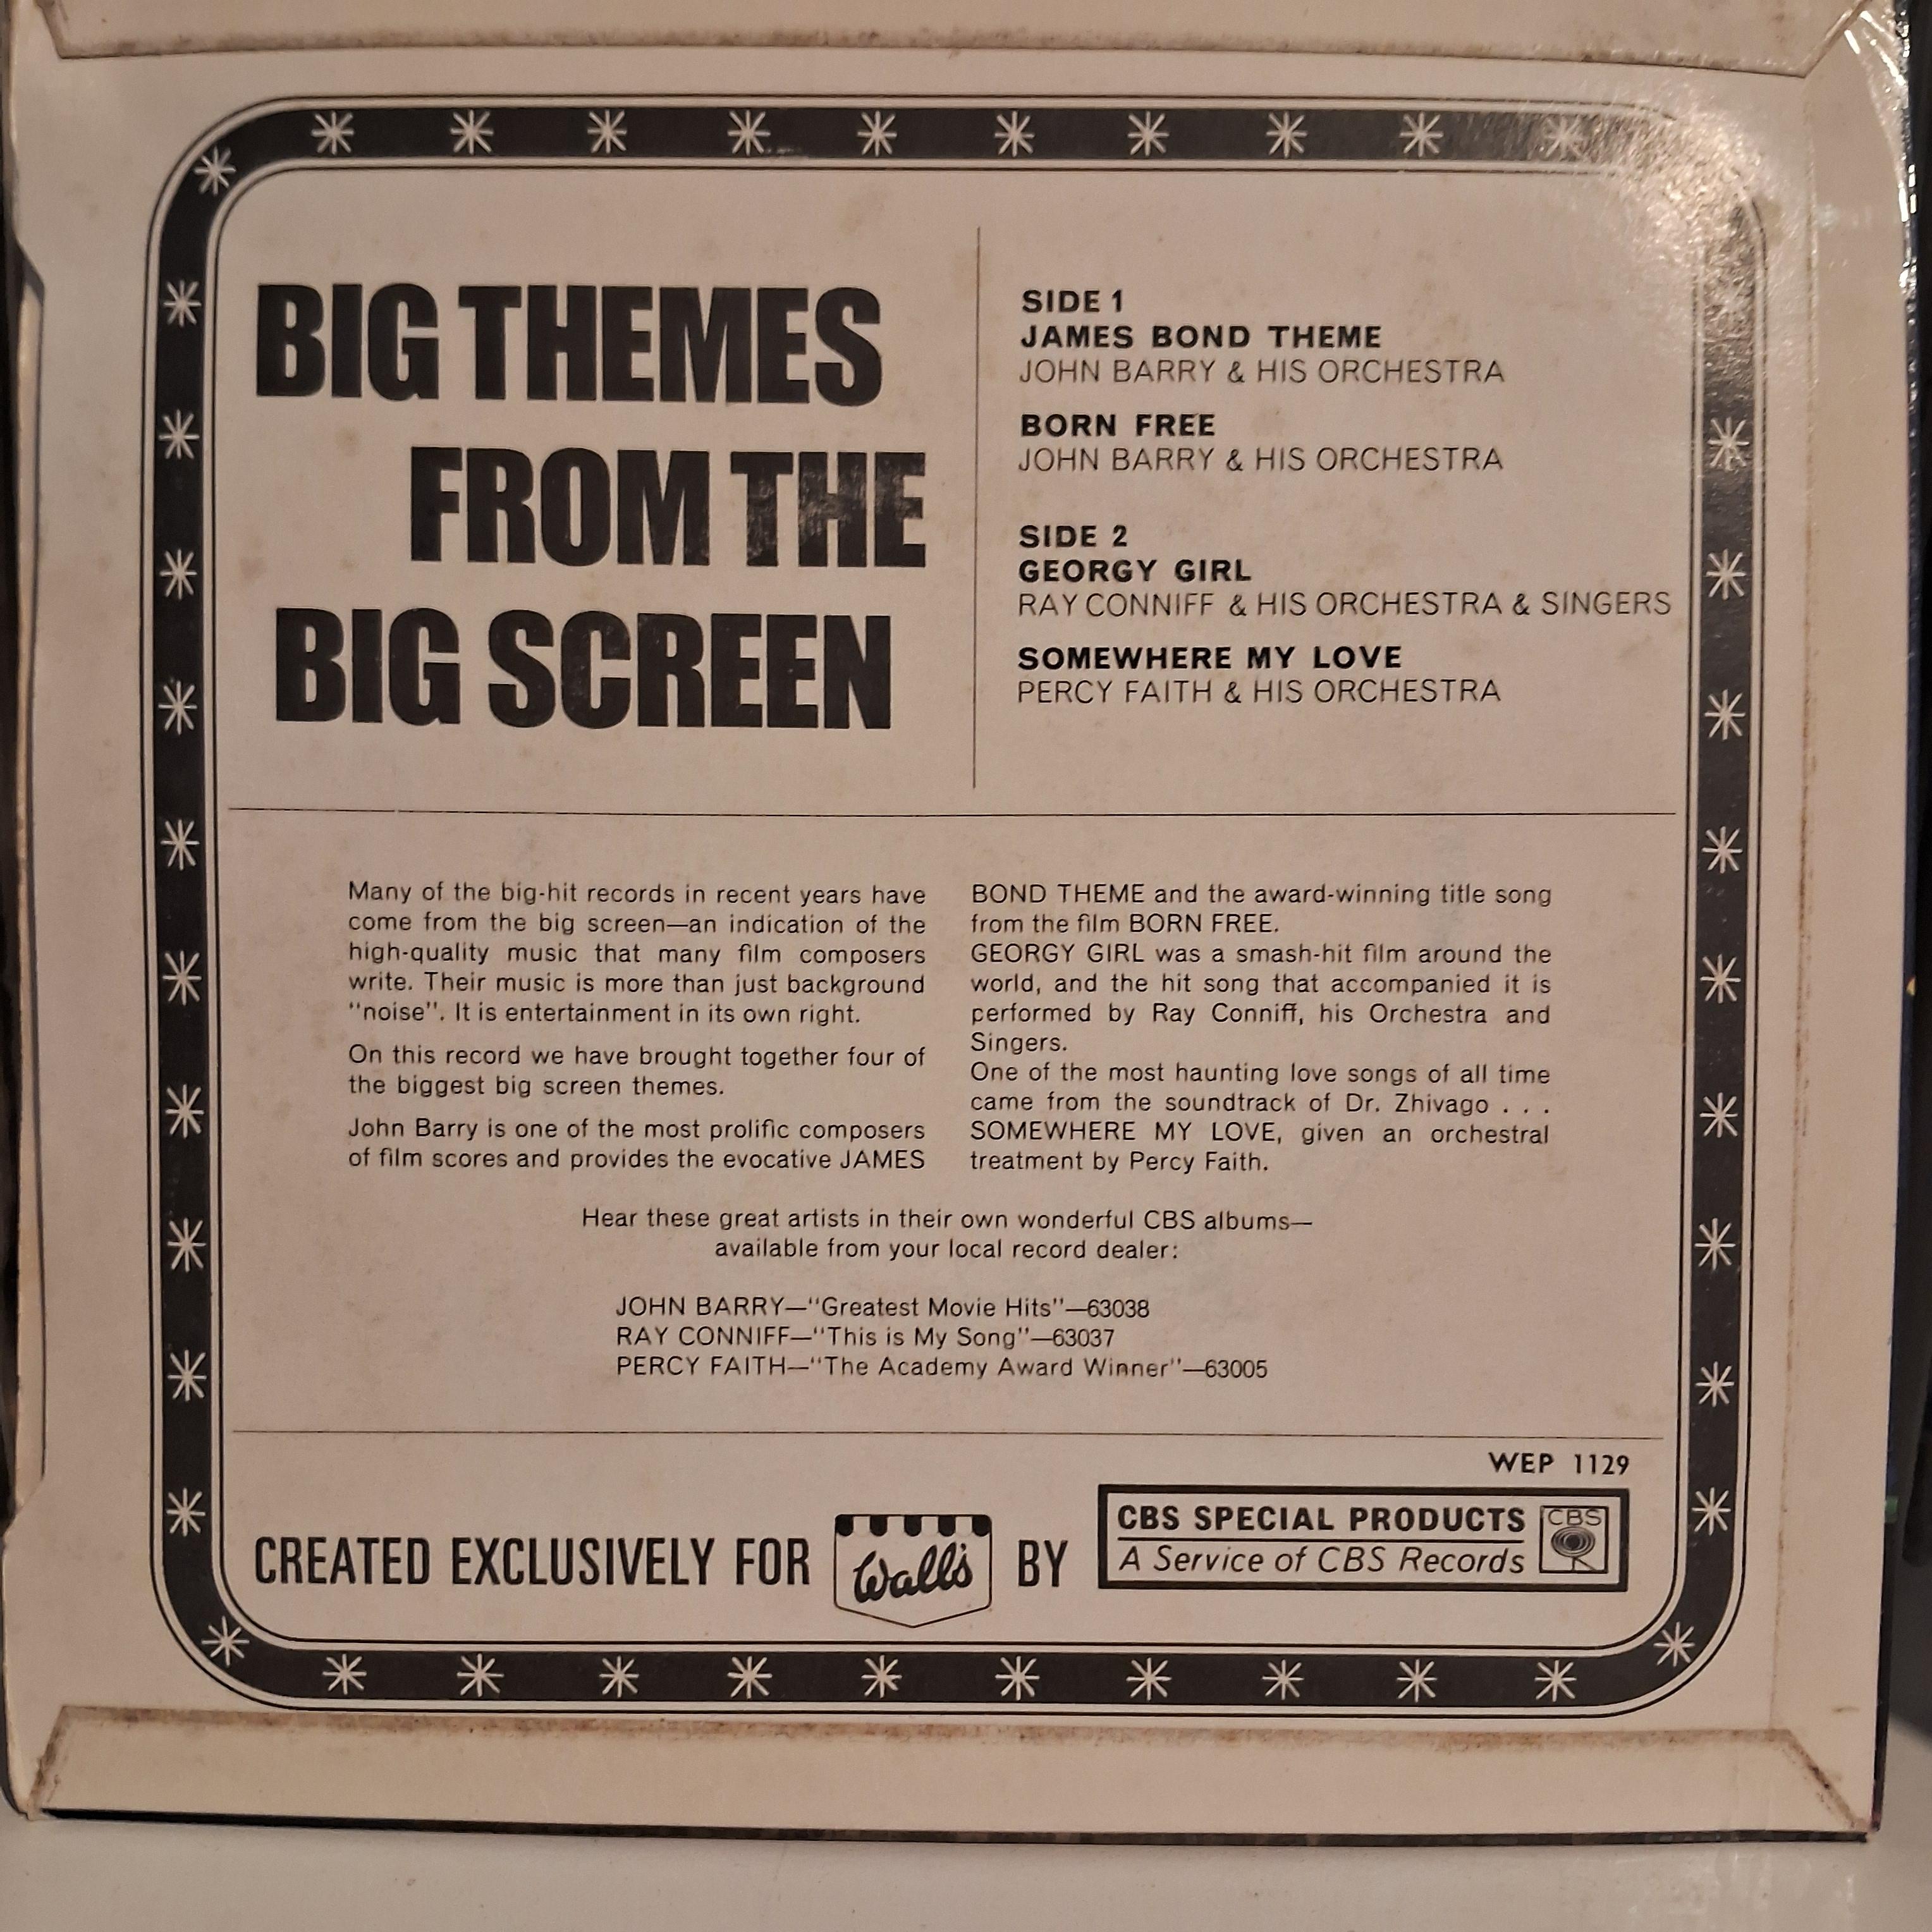 BIG THEMES
FROM THE
BIG SCREEN
SIDE 1
JAMES BOND THEME
JOHN BARRY & HIS ORCHESTRA
BORN FREE
JOHN BARRY & HIS ORCHESTRA
SIDE 2
GEORGY GIRL
RAY CONNIFF & HIS ORCHESTRA & SINGERS
SOMEWHERE MY LOVE
PERCY FAITH & HIS ORCHESTRA
Many of the big-hit records in recent years have
come from the big screen—an indication of the
high-quality music that many film composers
write. Their music is more than just background
"noise". It is entertainment in its own right.
On this record we have brought together four of
the biggest big screen themes.
John Barry is one of the most prolific composers
of film scores and provides the evocative JAMES
BOND THEME and the award-winning title song
from the film BORN FREE.
GEORGY GIRL was a smash-hit film around the
world, and the hit song that accompanied it is
performed by Ray Conniff, his Orchestra and
Singers.
One of the most haunting love songs of all time
came from the soundtrack of Dr. Zhivago . . .
SOMEWHERE MY LOVE, given an orchestral
treatment by Percy Faith.
Hear these great artists in their own wonderful CBS albums—
available from your local record dealer:
JOHN BARRY—"Greatest Movie Hits"—63038
RAY CONNIFF—"This is My Song"—63037
PERCY FAITH—"The Academy Award Winner"—63005
WEP 1129
CREATED EXCLUSIVELY FOR Wall's BY
CBS SPECIAL PRODUCTS
A Service of CBS Records
CBS